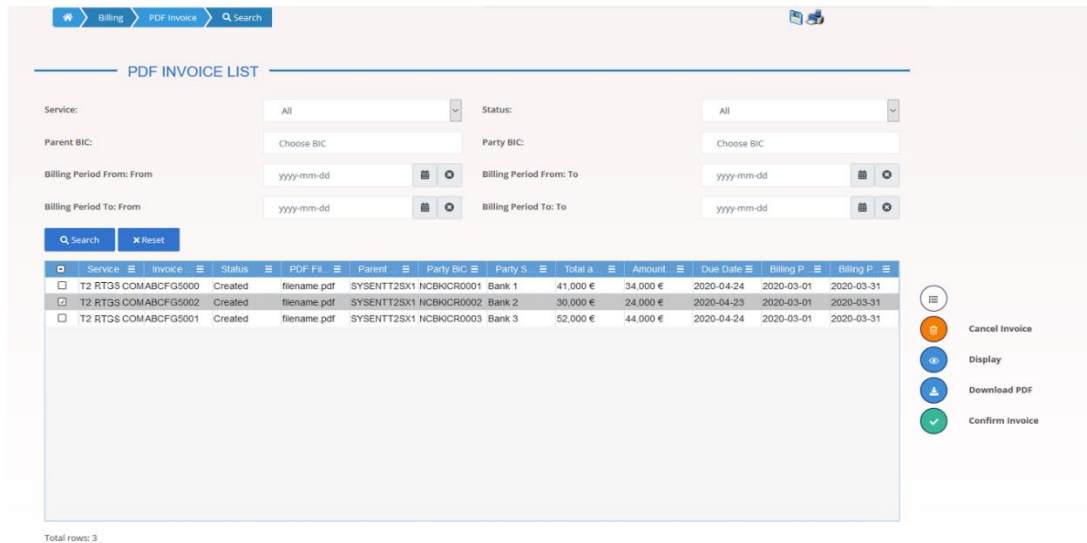 Billing PDF Invoice Search
PDF INVOICE LIST
Service: All Status: All
Parent BIC: Choose BIC Party BIC: Choose BIC
Billing Period From: From yyyy-mm-dd Billing Period From: To yyyy-mm-dd
Billing Period To: From yyyy-mm-dd Billing Period To: To yyyy-mm-dd
Search Reset
Service Invoice ... Status PDF Fil... Parent ... Party BIC Party S... Total a... Amount... Due Date Billing P... Billing P...
T2 RTGS COM ABCFG5000 Created filename.pdf SYSENTT2SX1 NCBKICR0001 Bank 1 41,000 € 34,000 € 2020-04-24 2020-03-01 2020-03-31
T2 RTGS COM ABCFG5002 Created filename.pdf SYSENTT2SX1 NCBKICR0002 Bank 2 30,000 € 24,000 € 2020-04-23 2020-03-01 2020-03-31
T2 RTGS COM ABCFG5001 Created filename.pdf SYSENTT2SX1 NCBKICR0003 Bank 3 52,000 € 44,000 € 2020-04-24 2020-03-01 2020-03-31
Cancel Invoice
Display
Download PDF
Confirm Invoice
Total rows: 3